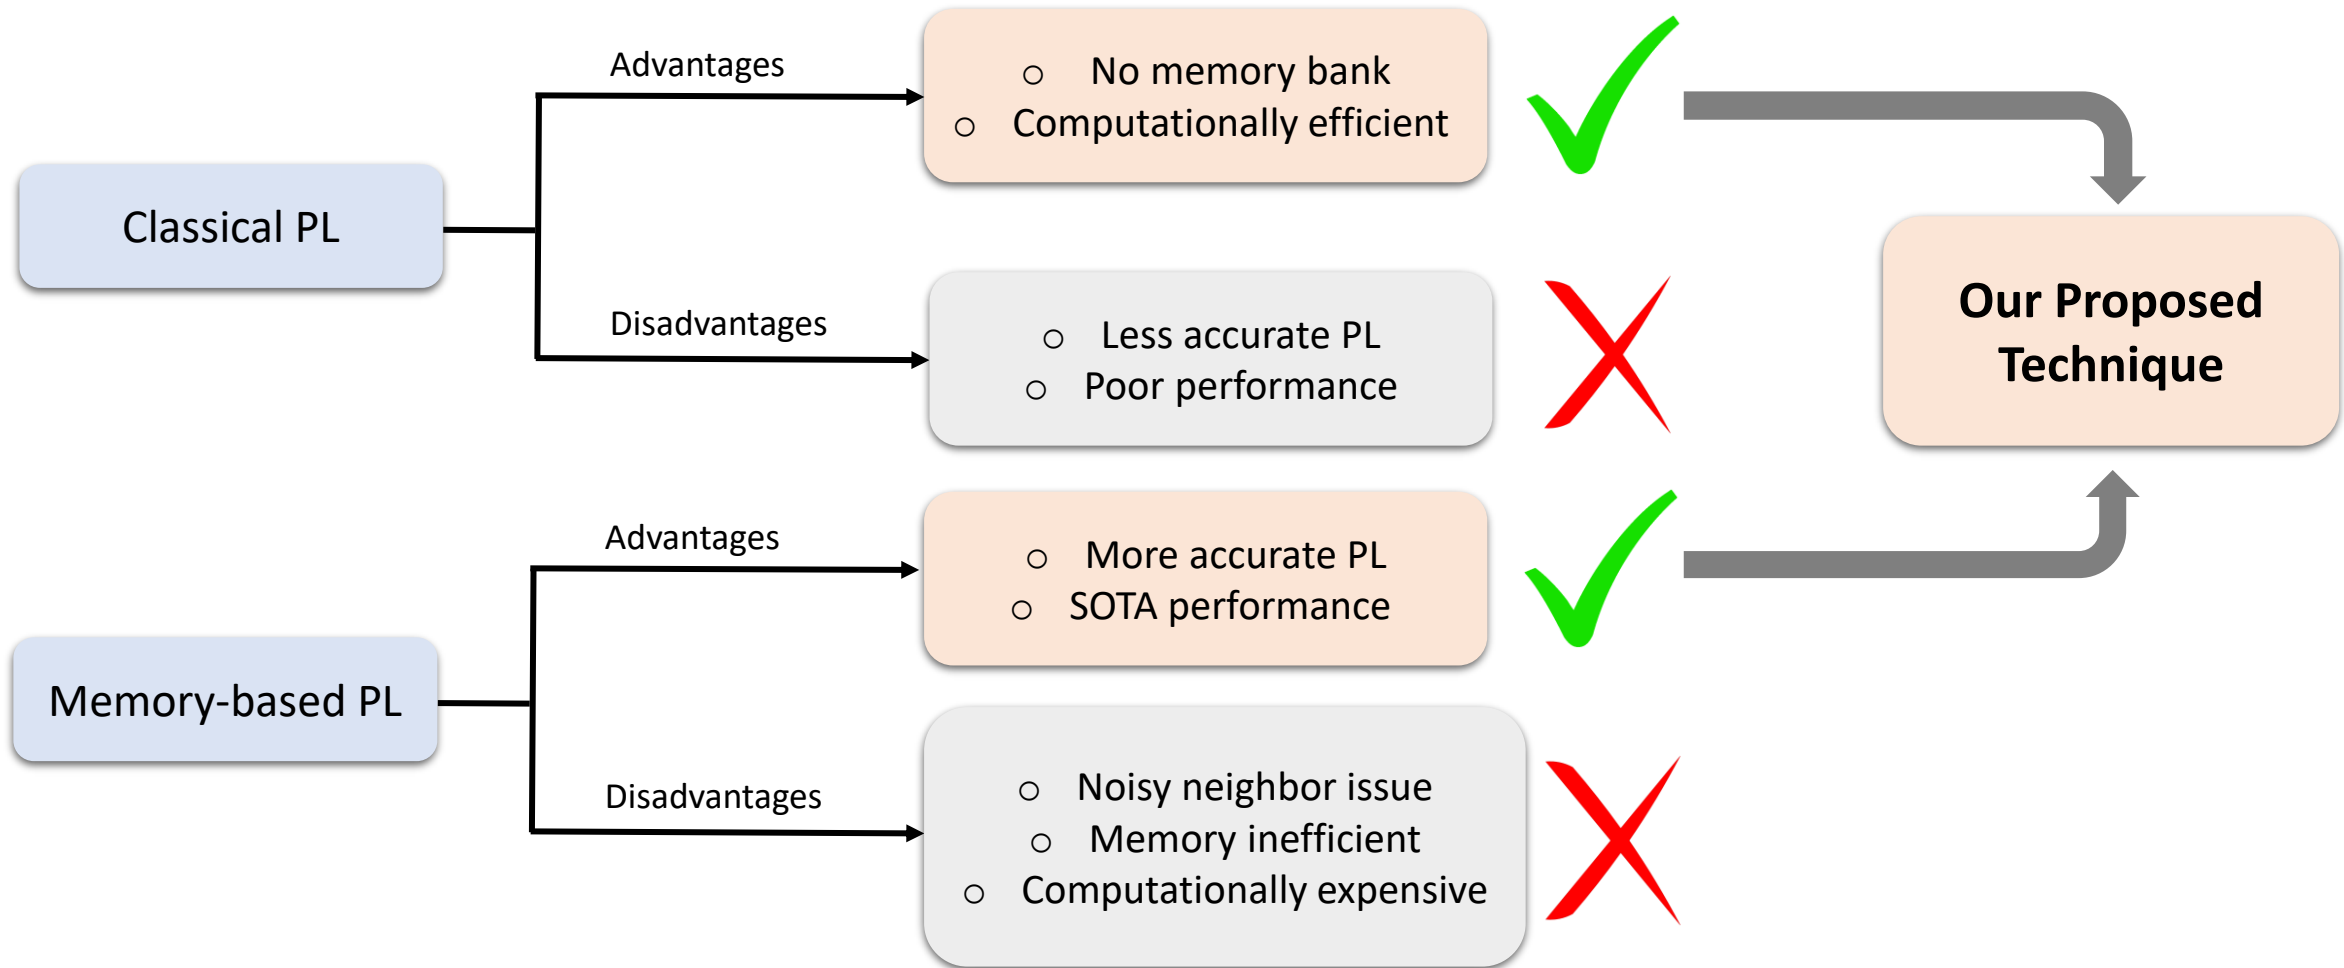 Advantages
o No memory bank
o Computationally efficient
Classical PL
Disadvantages
o Less accurate PL
o Poor performance
Our Proposed
Technique
Advantages
o More accurate PL
o SOTA performance
Memory-based PL
Disadvantages
o Noisy neighbor issue
o Memory inefficient
o Computationally expensive